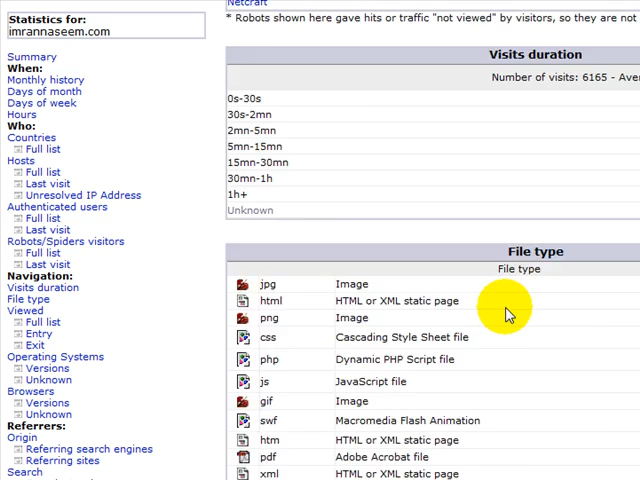 Statistics for:
imrannaseem.com
Summary
When:
Monthly history
Days of month
Days of week
Hours
Who:
Countries
Full list
Hosts
Full list
Last visit
Unresolved IP Address
Authenticated users
Full list
Last visit
Robots/Spiders visitors
Full list
Last visit
Navigation:
Visits duration
File type
Viewed
Full list
Entry
Exit
Operating Systems
Versions
Unknown
Browsers
Versions
Unknown
Referrers:
Origin
Referring search engines
Referring sites
Search
Netcraft
* Robots shown here gave hits or traffic "not viewed" by visitors, so they are not
Visits duration
Number of visits: 6165 - Aver
0s-30s
30s-2mn
2mn-5mn
5mn-15mn
15mn-30mn
30mn-1h
1h+
Unknown
File type
File type
jpg Image
html HTML or XML static page
png Image
css Cascading Style Sheet file
php Dynamic PHP Script file
js JavaScript file
gif Image
swf Macromedia Flash Animation
htm HTML or XML static page
pdf Adobe Acrobat file
xml HTML or XML static page